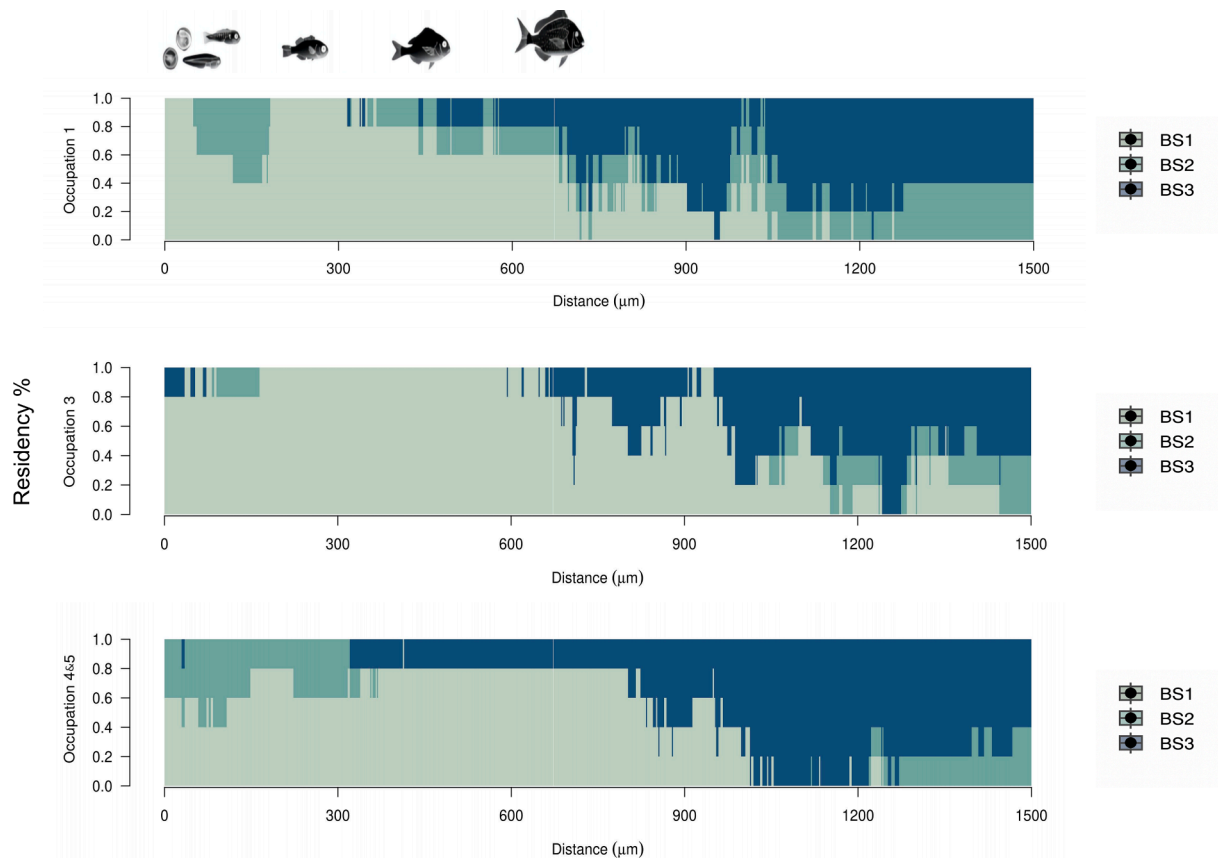 1.0
0.8
0.6
0.4
0.2
0.0
Occupation 1
0 300 600 900 1200 1500
Distance (μm)
BS1
BS2
BS3
Residency %
1.0
0.8
0.6
0.4
0.2
0.0
Occupation 3
0 300 600 900 1200 1500
Distance (μm)
BS1
BS2
BS3
1.0
0.8
0.6
0.4
0.2
0.0
Occupation 4&5
0 300 600 900 1200 1500
Distance (μm)
BS1
BS2
BS3